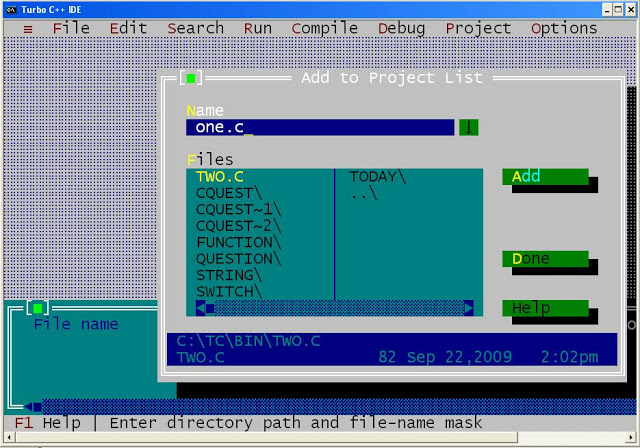 Turbo C++ IDE
≡ File Edit Search Run Compile Debug Project Options
Add to Project List
Name
one.c_
Files
TWO.C TODAY\
CQUEST\ ..\
CQUEST~1\
CQUEST~2\
FUNCTION\
QUESTION\
STRING\
SWITCH\
Add
Done
Help
File name
C:\TC\BIN\TWO.C
TWO.C 82 Sep 22,2009 2:02pm
F1 Help | Enter directory path and file-name mask